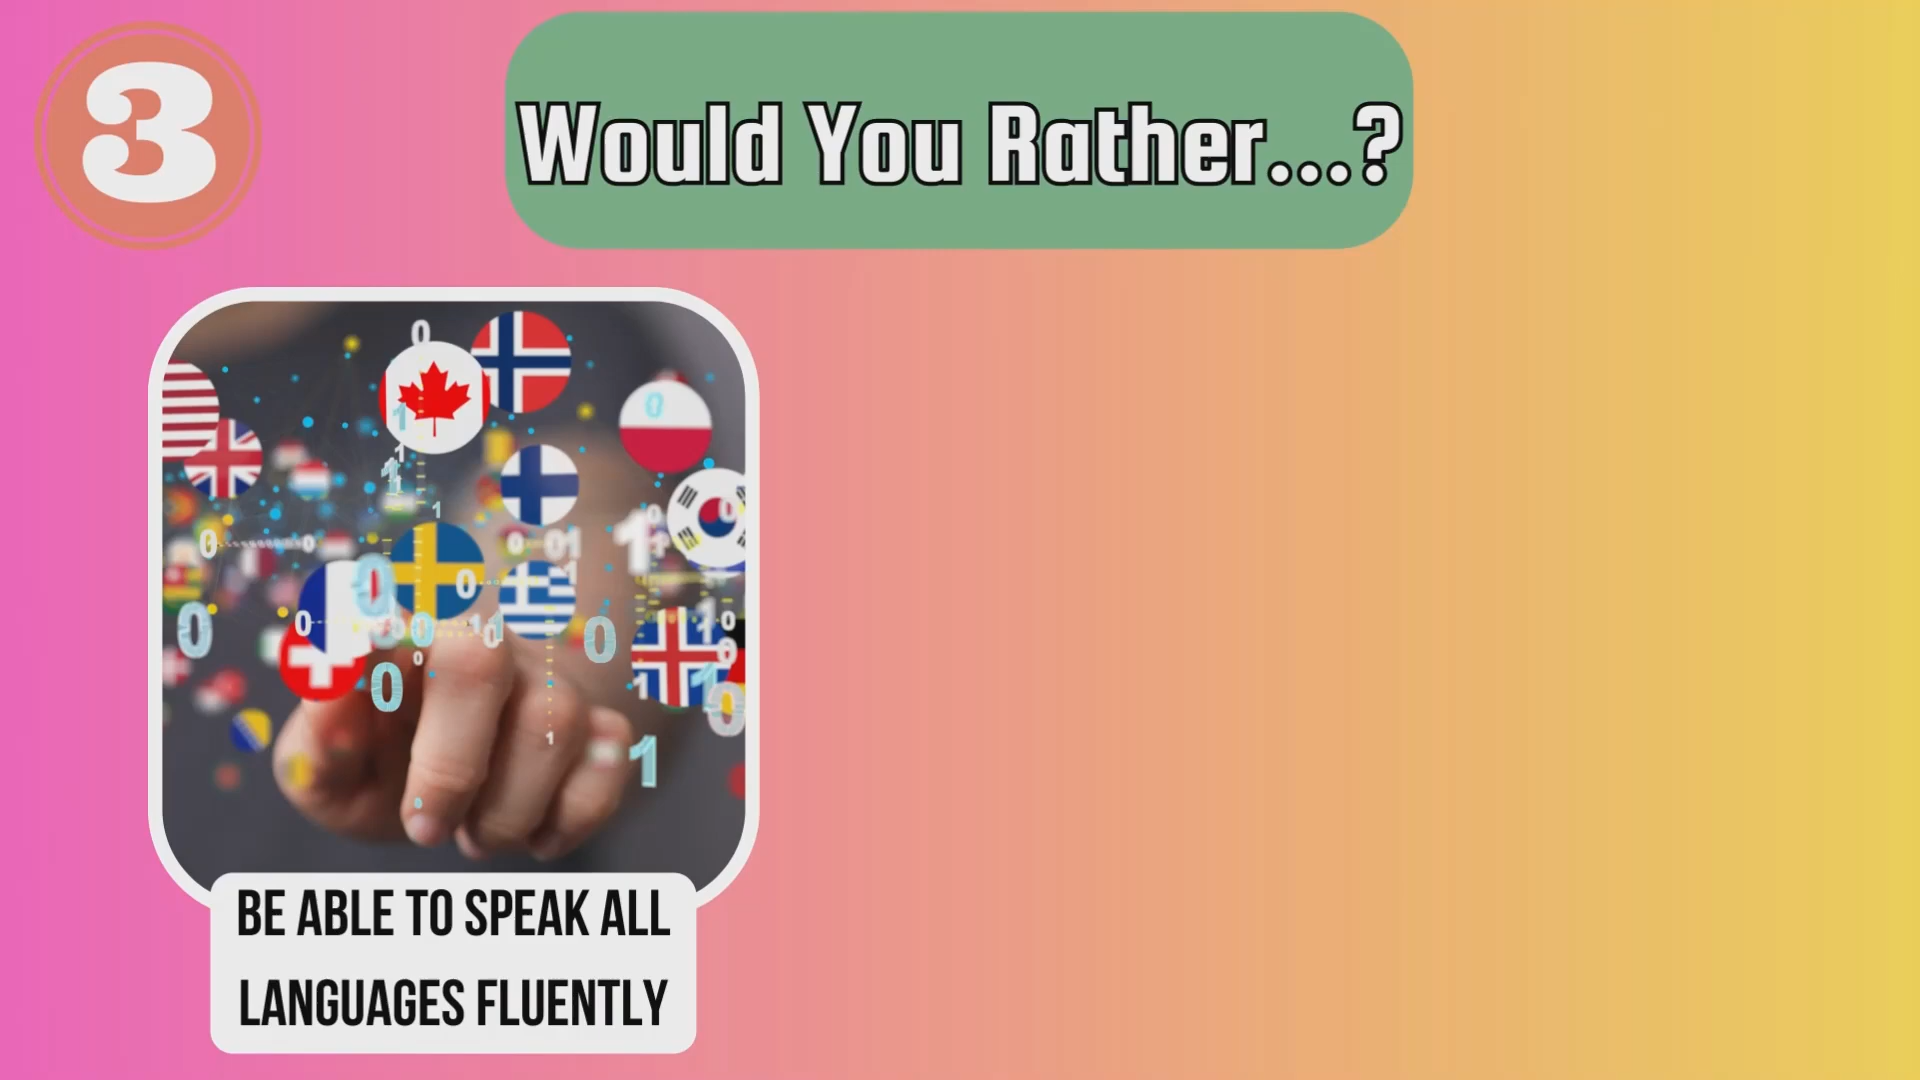 3
Would You Rather...?
BE ABLE TO SPEAK ALL
LANGUAGES FLUENTLY